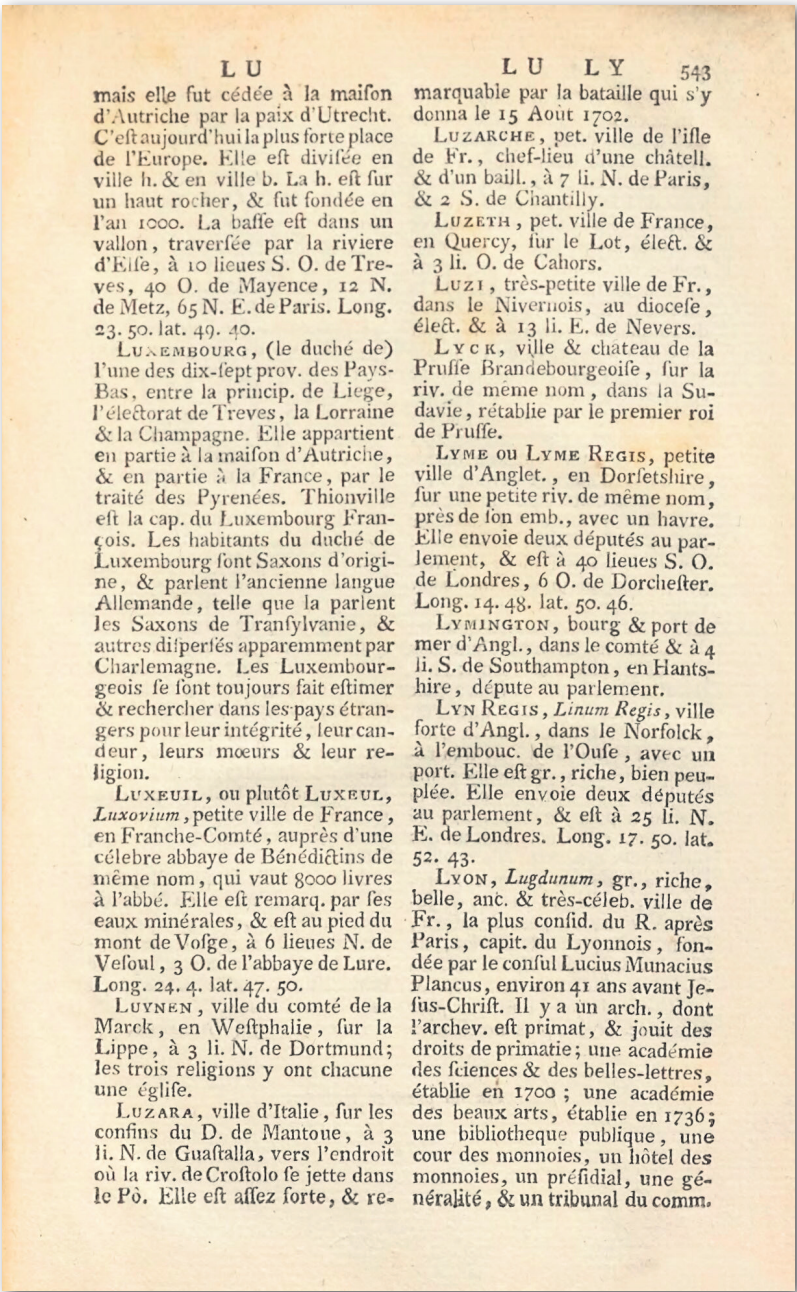 LU
mais elle fut cédée à la maiſon
d'Autriche par la paix d'Utrecht.
C'eſt aujourd'hui la plus forte place
de l'Europe. Elle eſt diviſée en
ville h. & en ville b. La h. eſt ſur
un haut rocher, & fut fondée en
l'an 1000. La baſſe eſt dans un
vallon, traverſée par la riviere
d'Elſe, à 10 lieues S. O. de Tre-
ves, 40 O. de Mayence, 12 N.
de Metz, 65 N. E. de Paris. Long.
23. 50. lat. 49. 40.
LUXEMBOURG, (le duché de)
l'une des dix-ſept prov. des Pays-
Bas, entre la princip. de Liege,
l'électorat de Treves, la Lorraine
& la Champagne. Elle appartient
en partie à la maiſon d'Autriche,
& en partie à la France, par le
traité des Pyrenées. Thionville
eſt la cap. du Luxembourg Fran-
çois. Les habitants du duché de
Luxembourg ſont Saxons d'origi-
ne, & parlent l'ancienne langue
Allemande, telle que la parlent
les Saxons de Tranſylvanie, &
autres diſperſés apparemment par
Charlemagne. Les Luxembour-
geois ſe ſont toujours fait eſtimer
& rechercher dans les pays étran-
gers pour leur intégrité, leur can-
deur, leurs mœurs & leur re-
ligion.
LUXEUIL, ou plutôt LUXEUL,
Luxovium, petite ville de France,
en Franche-Comté, auprès d'une
célebre abbaye de Bénédictins de
même nom, qui vaut 8000 livres
à l'abbé. Elle eſt remarq. par ſes
eaux minérales, & eſt au pied du
mont de Voſge, à 6 lieues N. de
Veſoul, 3 O. de l'abbaye de Lure.
Long. 24. 4. lat. 47. 50.
LUYNEN, ville du comté de la
Marck, en Weſtphalie, ſur la
Lippe, à 3 li. N. de Dortmund;
les trois religions y ont chacune
une égliſe.
LUZARA, ville d'Italie, ſur les
confins du D. de Mantoue, à 3
li. N. de Guaſtalla, vers l'endroit
où la riv. de Croſtolo ſe jette dans
le Pô. Elle eſt aſſez forte, & re-
LU LY 543
marquable par la bataille qui s'y
donna le 15 Août 1702.
LUZARCHE, pet. ville de l'iſle
de Fr., chef-lieu d'une châtell.
& d'un baill., à 7 li. N. de Paris,
& 2 S. de Chantilly.
LUZETH, pet. ville de France,
en Quercy, ſur le Lot, élect. &
à 3 li. O. de Cahors.
LUZI, très-petite ville de Fr.,
dans le Nivernois, au dioceſe,
élect. & à 13 li. E. de Nevers.
LYCK, ville & chateau de la
Pruſſe Brandebourgeoiſe, ſur la
riv. de même nom, dans la Su-
davie, rétablie par le premier roi
de Pruſſe.
LYME OU LYME REGIS, petite
ville d'Anglet., en Dorſetshire,
ſur une petite riv. de même nom,
près de ſon emb., avec un havre.
Elle envoie deux députés au par-
lement, & eſt à 40 lieues S. O.
de Londres, 6 O. de Dorcheſter.
Long. 14. 48. lat. 50. 46.
LYMINGTON, bourg & port de
mer d'Angl., dans le comté & à 4
li. S. de Southampton, en Hants-
hire, députe au parlement.
LYN REGIS, Linum Regis, ville
forte d'Angl., dans le Norfolck,
à l'embouc. de l'Ouſe, avec un
port. Elle eſt gr., riche, bien peu-
plée. Elle envoie deux députés
au parlement, & eſt à 25 li. N.
E. de Londres. Long. 17. 50. lat.
52. 43.
LYON, Lugdunum, gr., riche,
belle, anc. & très-céleb. ville de
Fr., la plus conſid. du R. après
Paris, capit. du Lyonnois, fon-
dée par le conſul Lucius Munacius
Plancus, environ 41 ans avant Je-
ſus-Chriſt. Il y a un arch., dont
l'archev. eſt primat, & jouit des
droits de primatie; une académie
des ſciences & des belles-lettres,
établie en 1700; une académie
des beaux arts, établie en 1736;
une bibliotheque publique, une
cour des monnoies, un hôtel des
monnoies, un préſidial, une gé-
néralité, & un tribunal du comm.